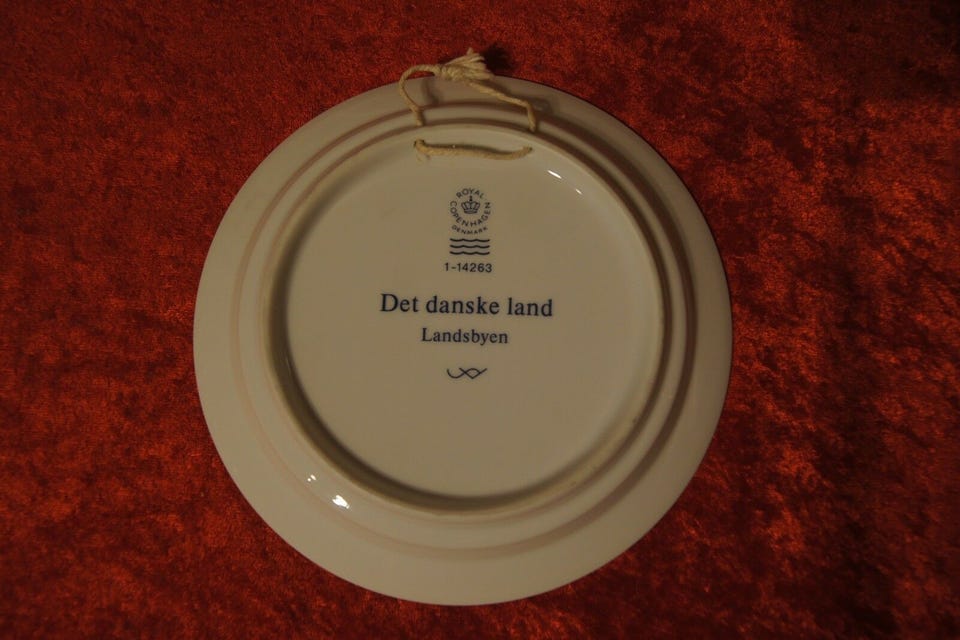 ROYAL
COPENHAGEN
DENMARK
1-14263
Det danske land
Landsbyen